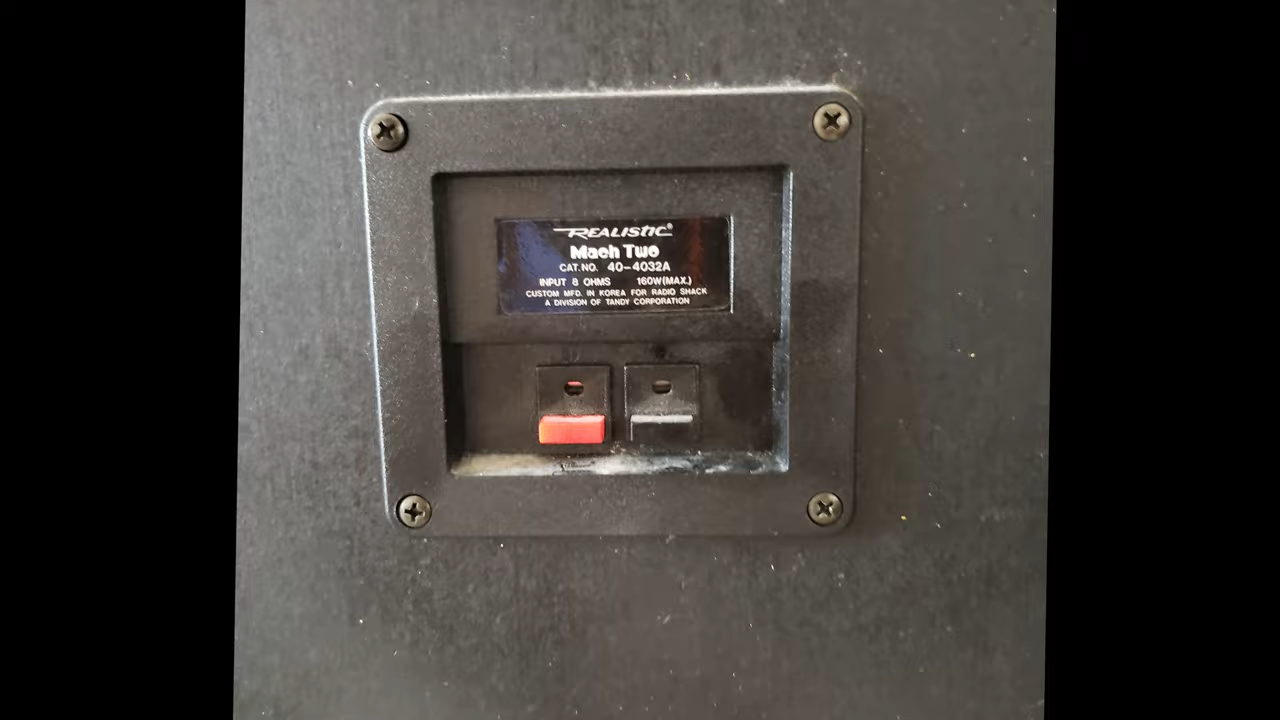 REALISTIC®
Mach Two
CAT. NO. 40-4032A
INPUT 8 OHMS 160W(MAX.)
CUSTOM MFD. IN KOREA FOR RADIO SHACK
A DIVISION OF TANDY CORPORATION